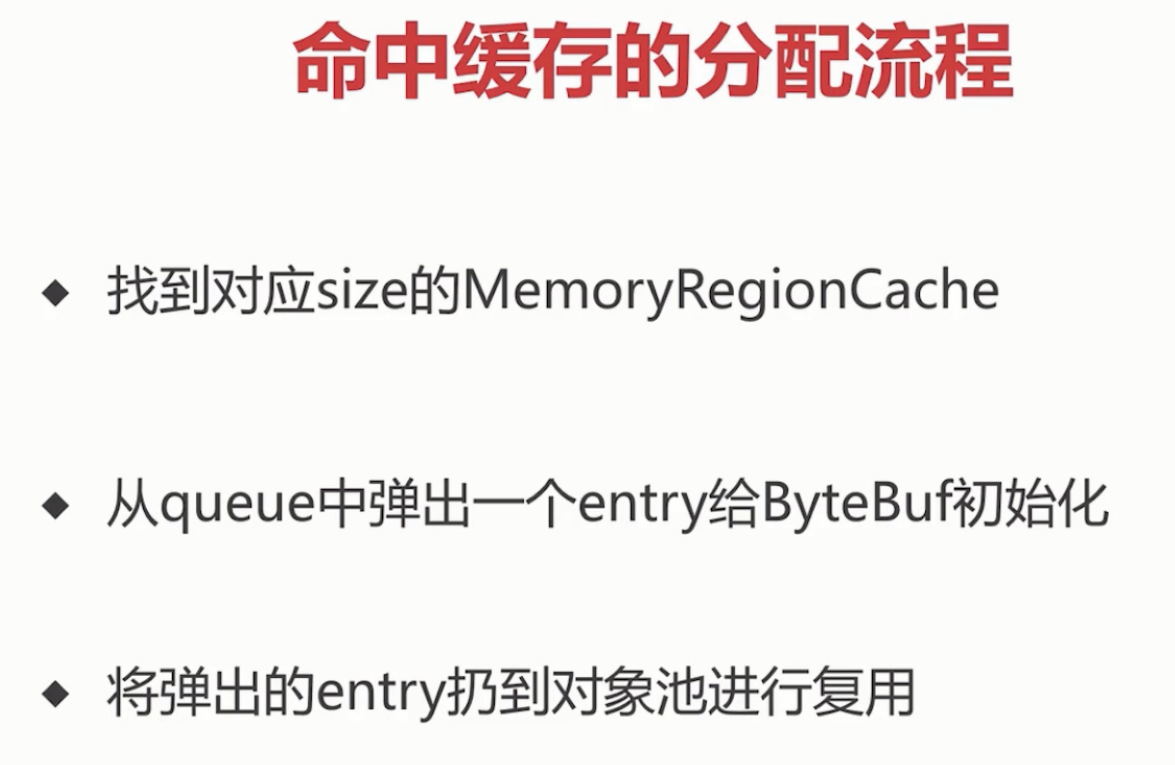 命中缓存的分配流程
◆ 找到对应size的MemoryRegionCache
◆ 从queue中弹出一个entry给ByteBuf初始化
◆ 将弹出的entry扔到对象池进行复用